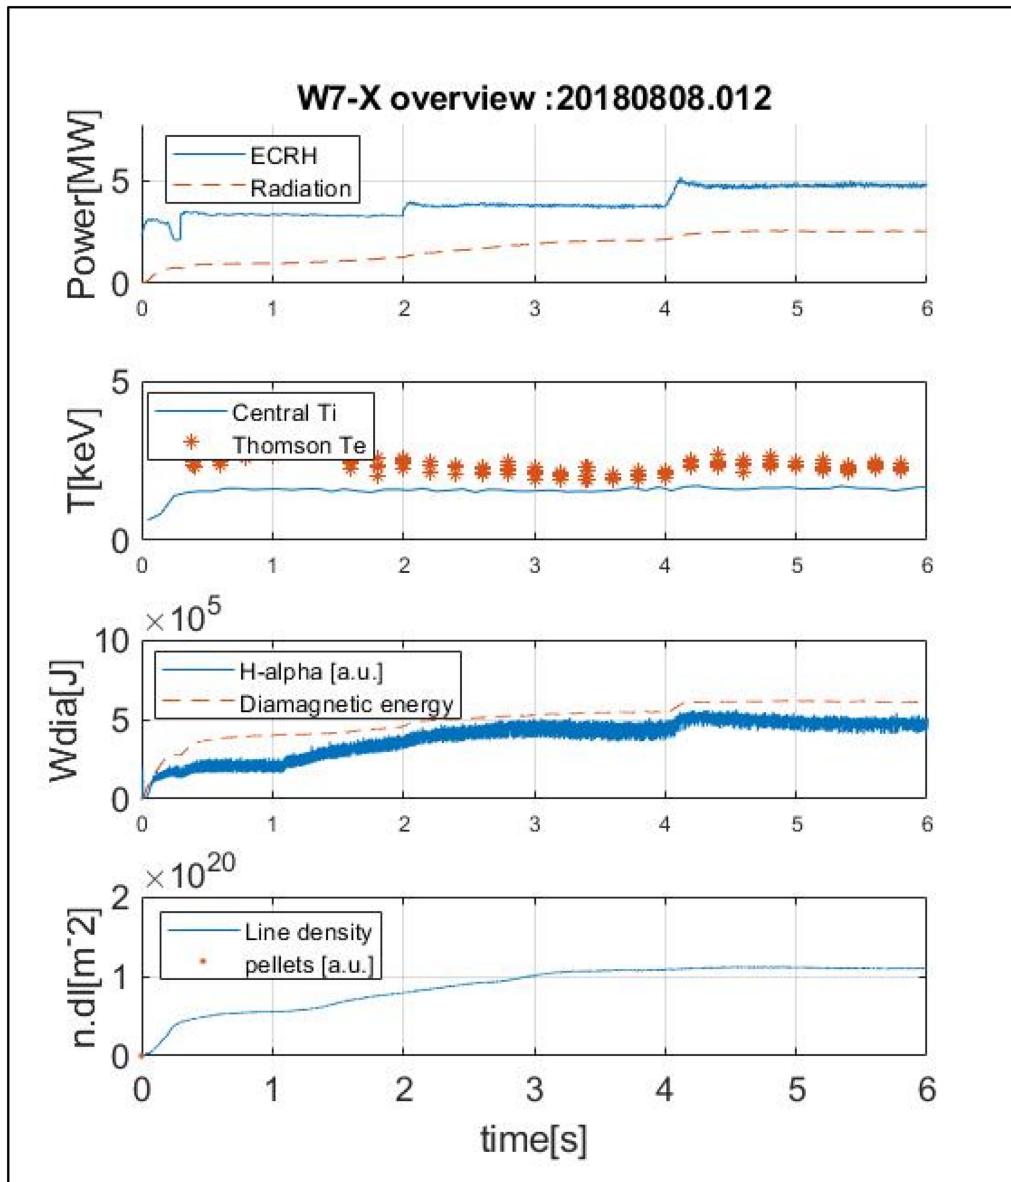 W7-X overview :20180808.012
Power[MW]
5
0
ECRH
Radiation
0 1 2 3 4 5 6
T[keV]
5
0
Central Ti
Thomson Te
0 1 2 3 4 5 6
×10^5
Wdia[J]
10
5
0
H-alpha [a.u.]
Diamagnetic energy
0 1 2 3 4 5 6
×10^20
n.dl[m^-2]
2
1
0
Line density
pellets [a.u.]
0 1 2 3 4 5 6
time[s]